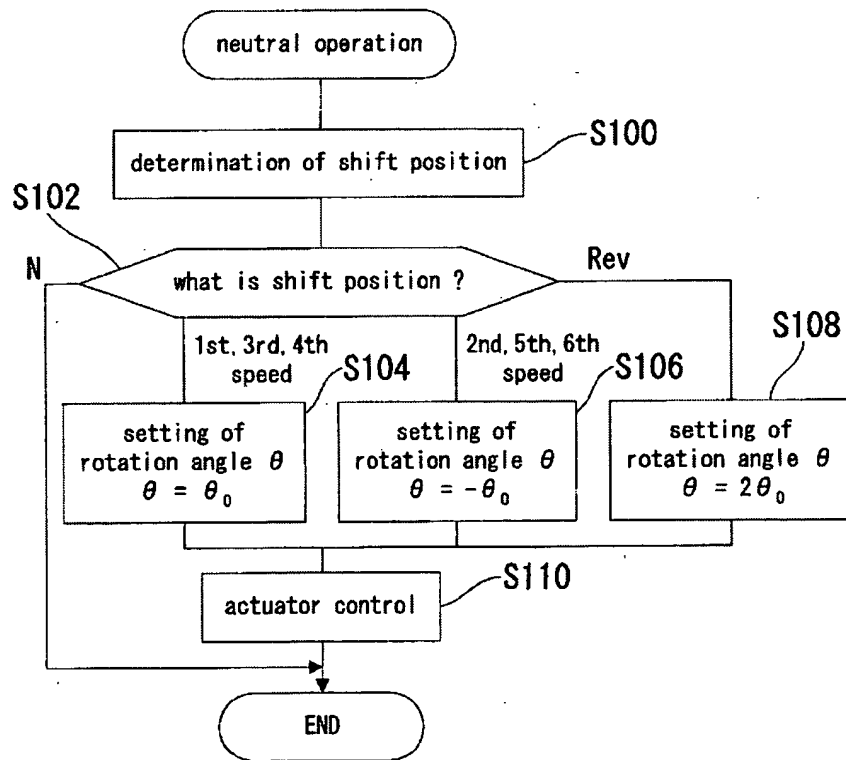 neutral operation
S100
determination of shift position
S102
N
what is shift position ?
Rev
1st, 3rd, 4th
speed
S104
2nd, 5th, 6th
speed
S106
S108
setting of
rotation angle θ
θ = θ₀
setting of
rotation angle θ
θ = -θ₀
setting of
rotation angle θ
θ = 2θ₀
S110
actuator control
END